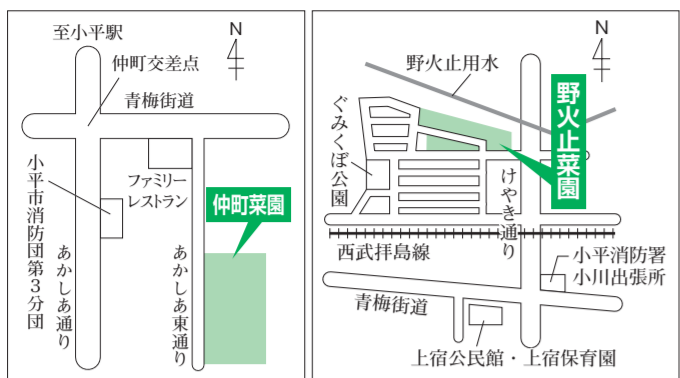 至小平駅
N
仲町交差点
青梅街道
ファミリー
レストラン
小平市消防団第3分団
仲町菜園
あかしあ通り
あかしあ東通り
N
野火止用水
野火止菜園
ぐみくぼ公園
けやき通り
西武拝島線
小平消防署
小川出張所
青梅街道
上宿公民館・上宿保育園